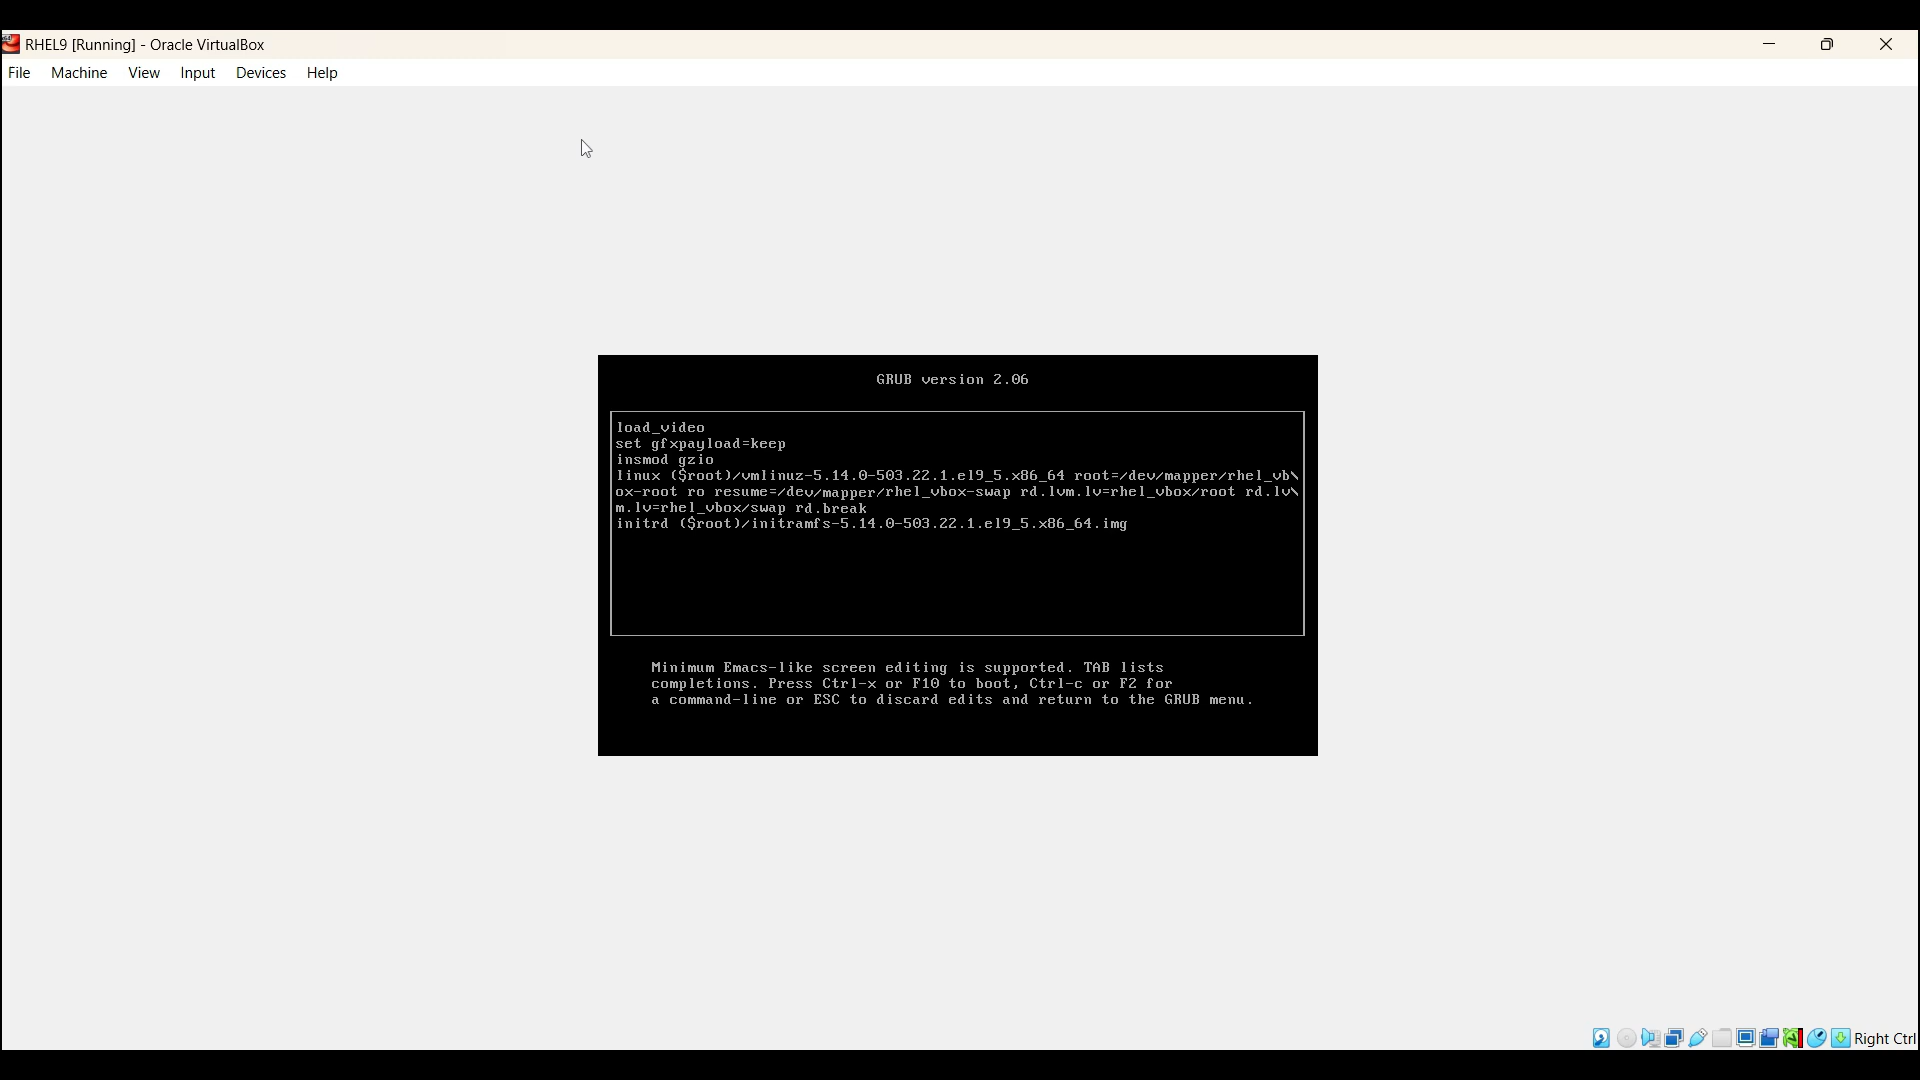 RHEL9 [Running] - Oracle VirtualBox
File Machine View Input Devices Help
GRUB version 2.06
load_video
set gfxpayload=keep
insmod gzio
linux ($root)/vmlinuz-5.14.0-503.22.1.el9_5.x86_64 root=/dev/mapper/rhel_vb\
ox-root ro resume=/dev/mapper/rhel_vbox-swap rd.lvm.lv=rhel_vbox/root rd.lv\
m.lv=rhel_vbox/swap rd.break
initrd ($root)/initramfs-5.14.0-503.22.1.el9_5.x86_64.img
Minimum Emacs-like screen editing is supported. TAB lists
completions. Press Ctrl-x or F10 to boot, Ctrl-c or F2 for
a command-line or ESC to discard edits and return to the GRUB menu.
Right Ctrl